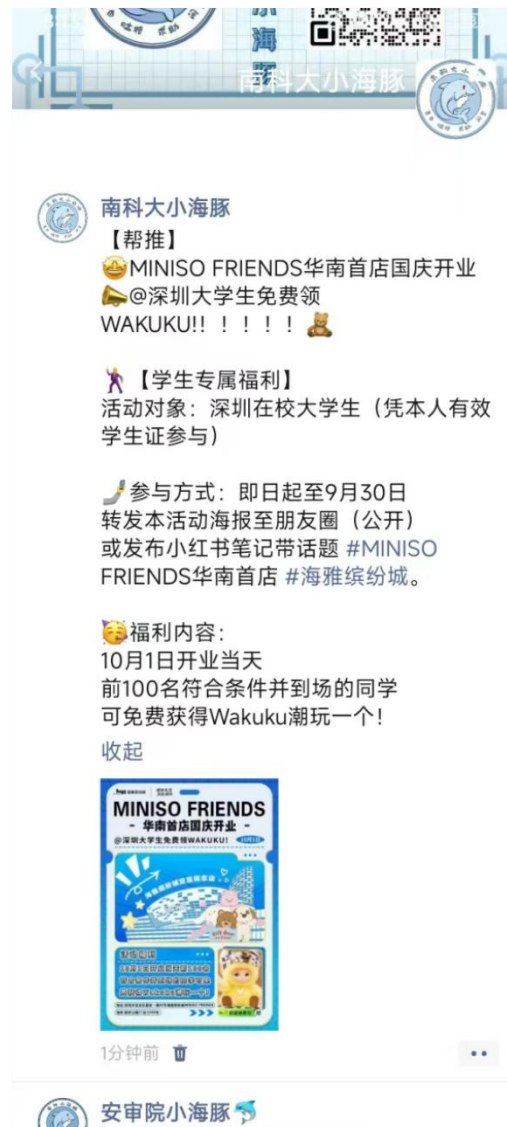 小
海
南科大小海豚
南科大小海豚
【帮推】
🤩MINISO FRIENDS华南首店国庆开业
📣@深圳大学生免费领
WAKUKU!!！！！！！🧸
🕺【学生专属福利】
活动对象：深圳在校大学生（凭本人有效
学生证参与）
🤳参与方式：即日起至9月30日
转发本活动海报至朋友圈（公开）
或发布小红书笔记带话题 #MINISO
FRIENDS华南首店 #海雅缤纷城。
🥳福利内容：
10月1日开业当天
前100名符合条件并到场的同学
可免费获得Wakuku潮玩一个！
收起
MINISO FRIENDS
- 华南首店国庆开业 -
@深圳大学生免费领WAKUKU!
1分钟前
安审院小海豚🐬